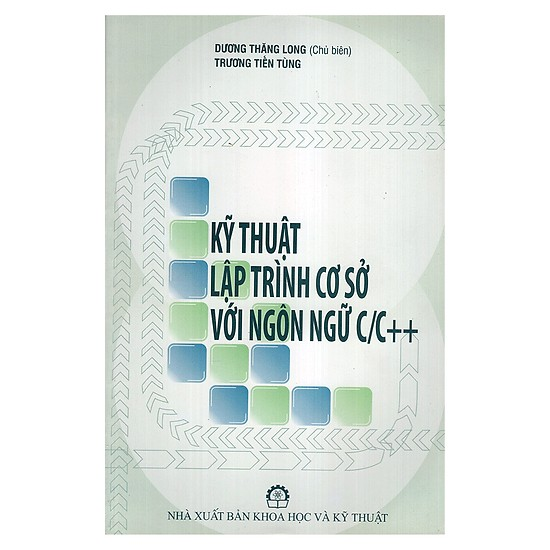 DƯƠNG THĂNG LONG (Chủ biên)
TRƯƠNG TIẾN TÙNG
KỸ THUẬT
LẬP TRÌNH CƠ SỞ
VỚI NGÔN NGỮ C/C++
NHÀ XUẤT BẢN KHOA HỌC VÀ KỸ THUẬT